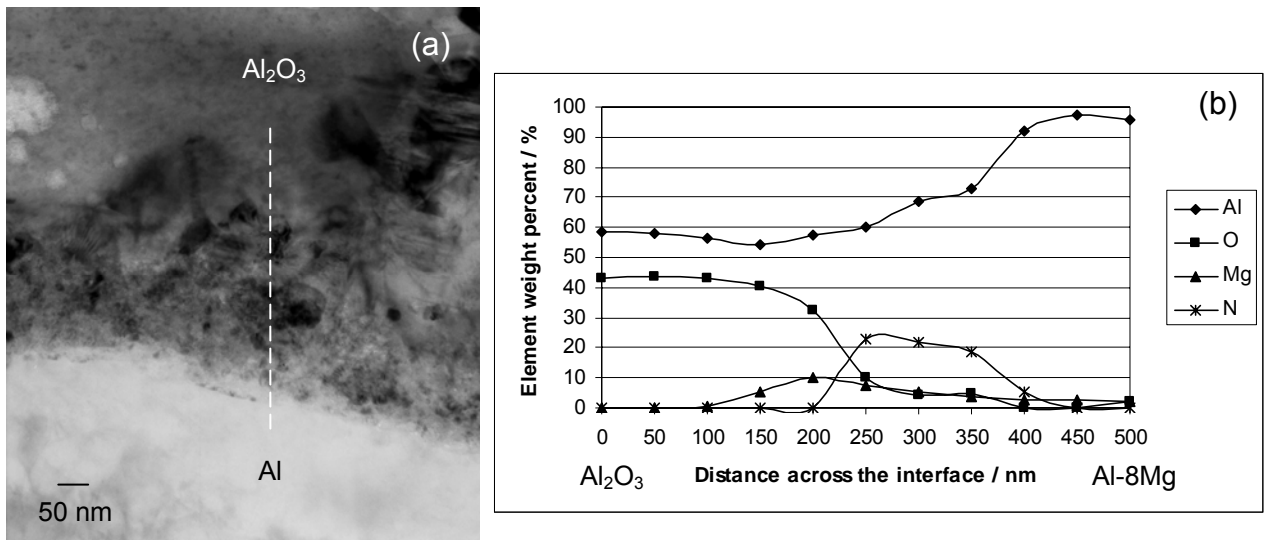 (a)
Al₂O₃
Al
50 nm
(b)
Element weight percent / %
100
90
80
70
60
50
40
30
20
10
0
0 50 100 150 200 250 300 350 400 450 500
Al₂O₃ Distance across the interface / nm Al-8Mg
Al
O
Mg
N